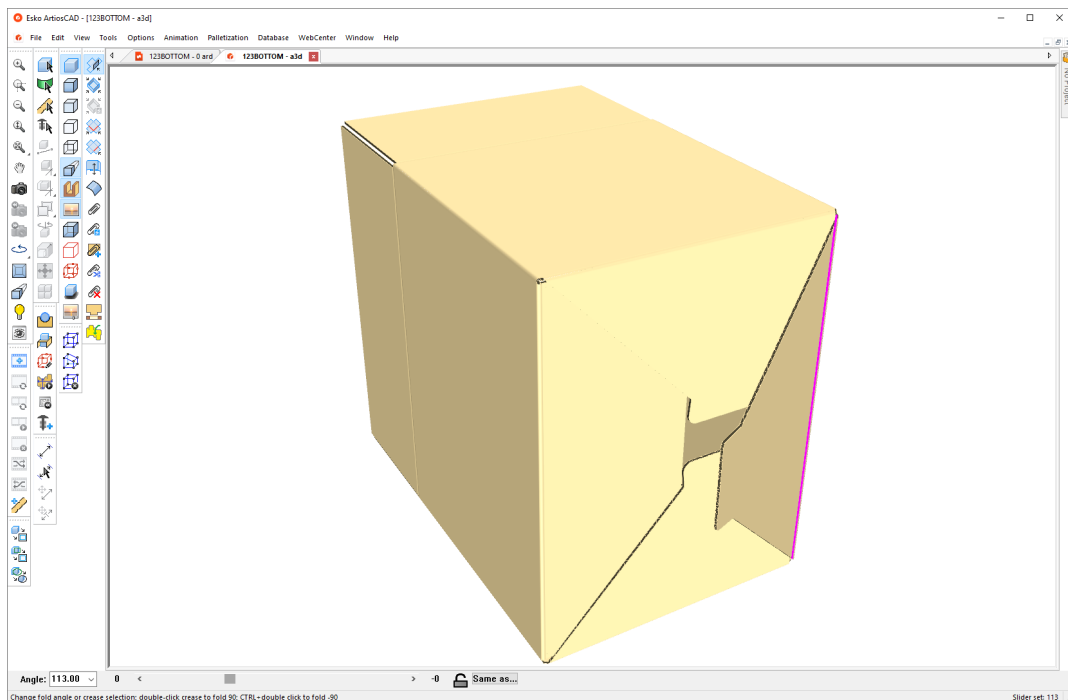 Esko ArtiosCAD - [123BOTTOM - a3d]
File Edit View Tools Options Animation Palletization Database WebCenter Window Help
123BOTTOM - 0 ard 123BOTTOM - a3d
No Project
Angle: 113.00 0 < > -0 Same as...
Change fold angle or crease selection; double-click crease to fold 90; CTRL+double click to fold -90 Slider set: 113